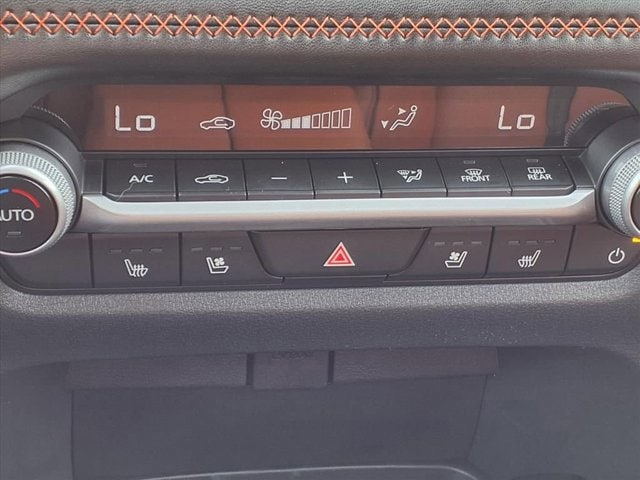 Lo Lo
A/C − + FRONT REAR
AUTO